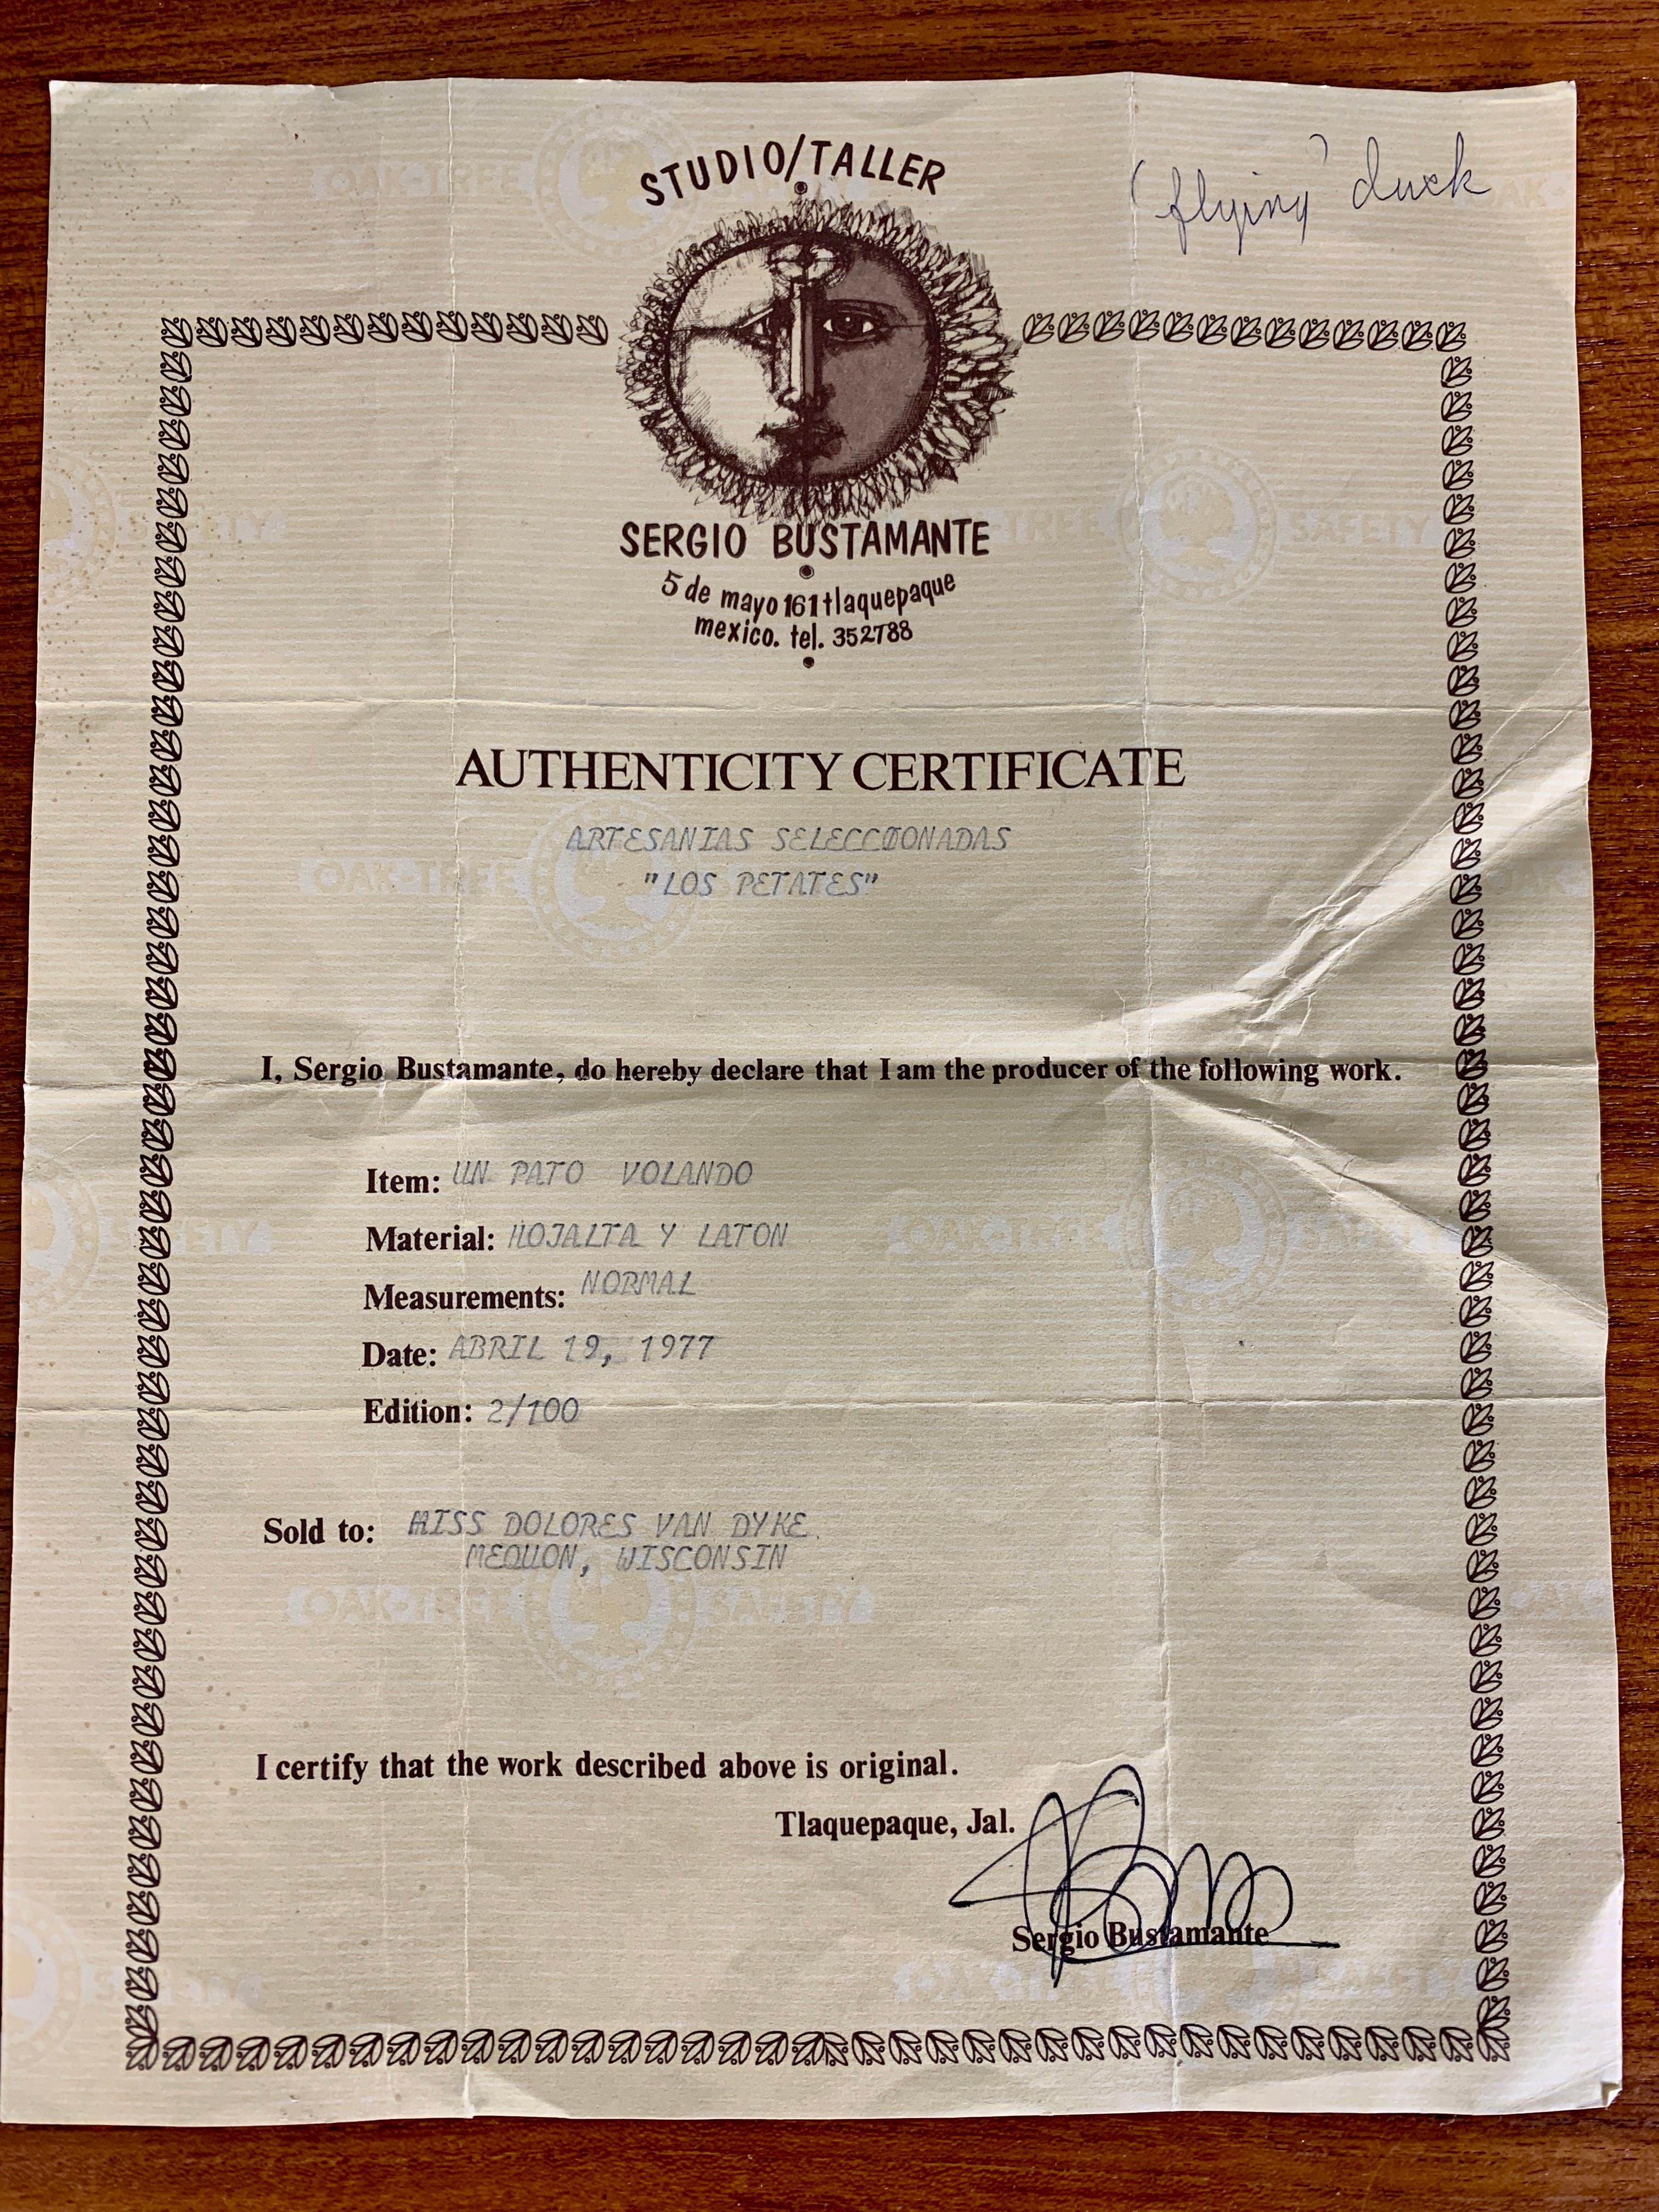 STUDIO/TALLER
(flying) duck
SERGIO BUSTAMANTE
5 de mayo 161 tlaquepaque
mexico. tel. 352788
AUTHENTICITY CERTIFICATE
ARTESANIAS SELECCIONADAS
"LOS PETATES"
I, Sergio Bustamante, do hereby declare that I am the producer of the following work.
Item: UN PATO VOLANDO
Material: HOJALTA Y LATON
Measurements: NORMAL
Date: ABRIL 19, 1977
Edition: 2/100
Sold to: MISS DOLORES VAN DYKE.
MEQUON, WISCONSIN
I certify that the work described above is original.
Tlaquepaque, Jal.
Sergio Bustamante
OAK-TREE
SAFETY